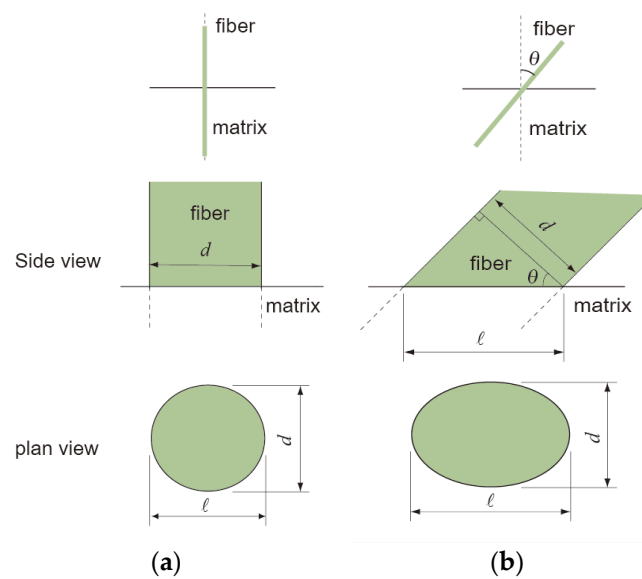 fiber
matrix
fiber
θ
matrix
Side view
fiber
d
matrix
ℓ
d
fiber
θ
matrix
ℓ
plan view
d
ℓ
d
ℓ
(a)
(b)